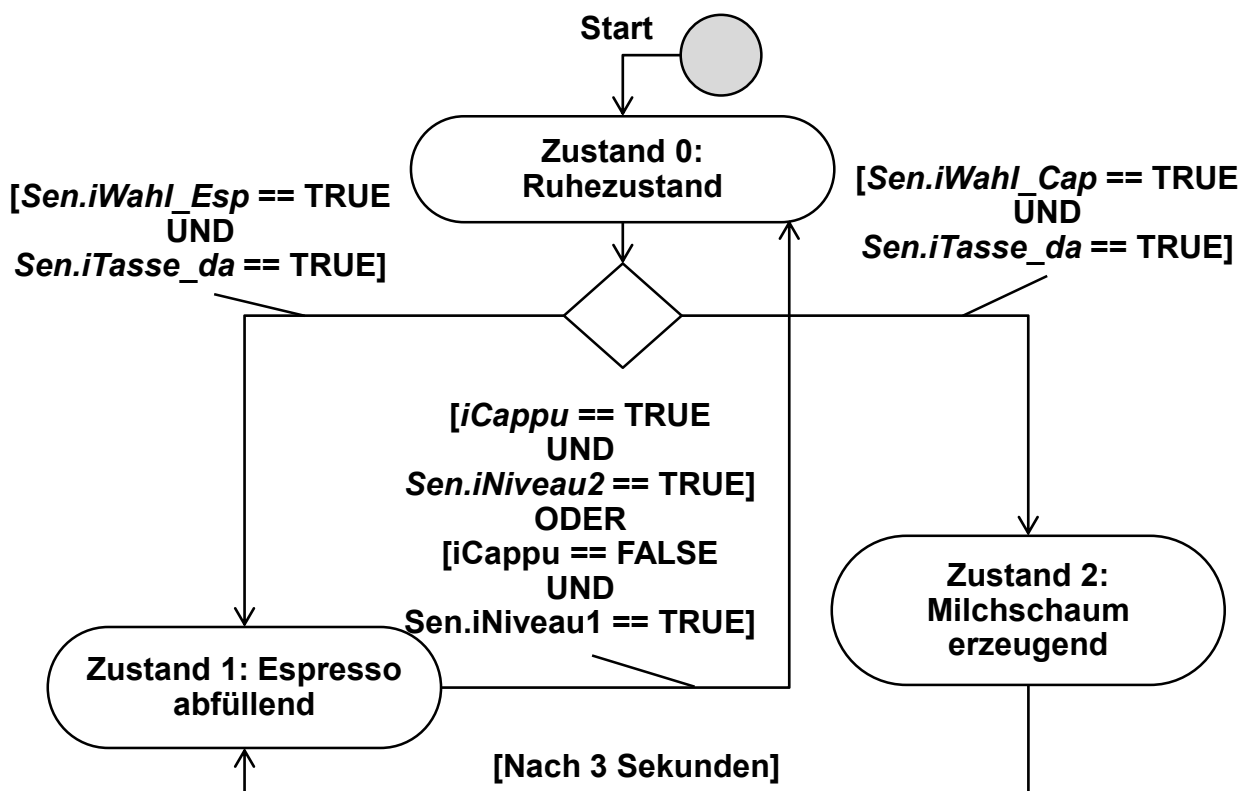 Start
Zustand 0:
Ruhezustand
[Sen.iWahl_Esp == TRUE
UND
Sen.iTasse_da == TRUE]
[Sen.iWahl_Cap == TRUE
UND
Sen.iTasse_da == TRUE]
[iCappu == TRUE
UND
Sen.iNiveau2 == TRUE]
ODER
[iCappu == FALSE
UND
Sen.iNiveau1 == TRUE]
Zustand 2:
Milchschaum
erzeugend
Zustand 1: Espresso
abfüllend
[Nach 3 Sekunden]